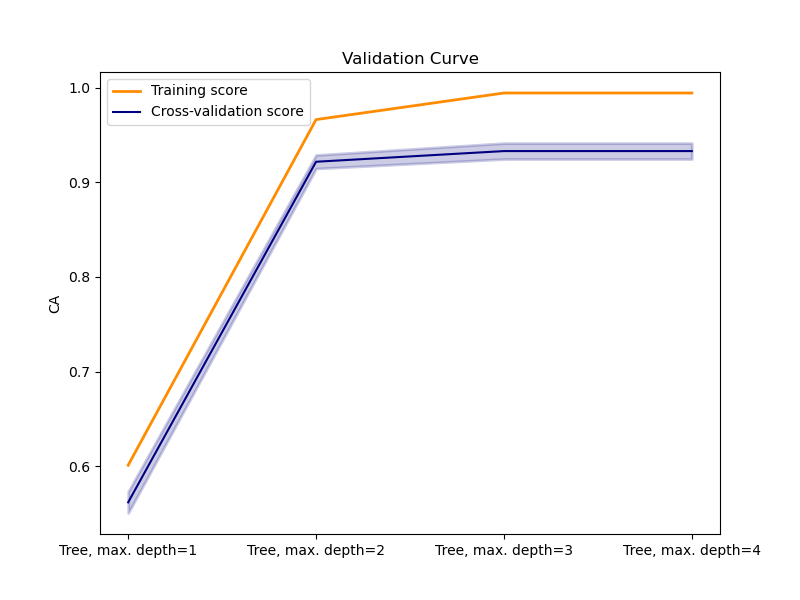 Validation Curve
Training score
Cross-validation score
1.0
0.9
0.8
0.7
0.6
CA
Tree, max. depth=1
Tree, max. depth=2
Tree, max. depth=3
Tree, max. depth=4